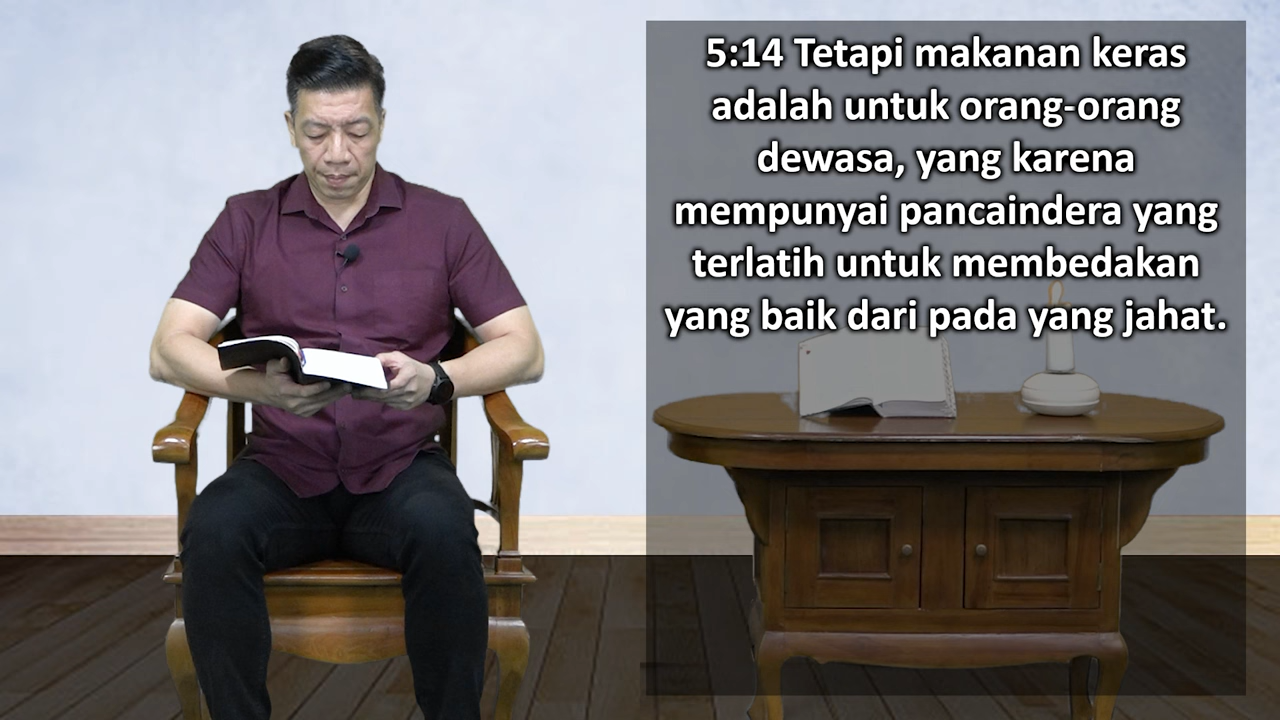 5:14 Tetapi makanan keras
adalah untuk orang-orang
dewasa, yang karena
mempunyai pancaindera yang
terlatih untuk membedakan
yang baik dari pada yang jahat.